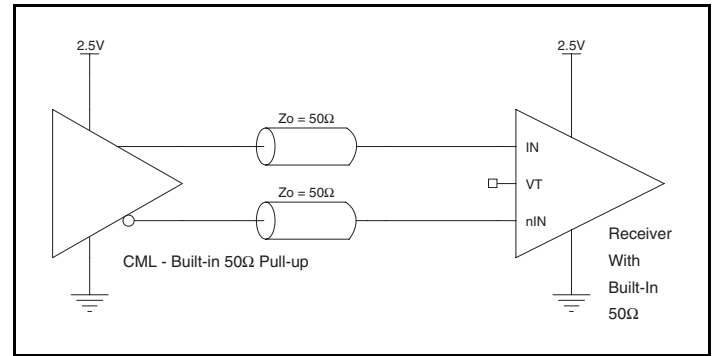 2.5V
2.5V
Zo = 50Ω
IN
VT
Zo = 50Ω
nIN
CML - Built-in 50Ω Pull-up
Receiver
With
Built-In
50Ω